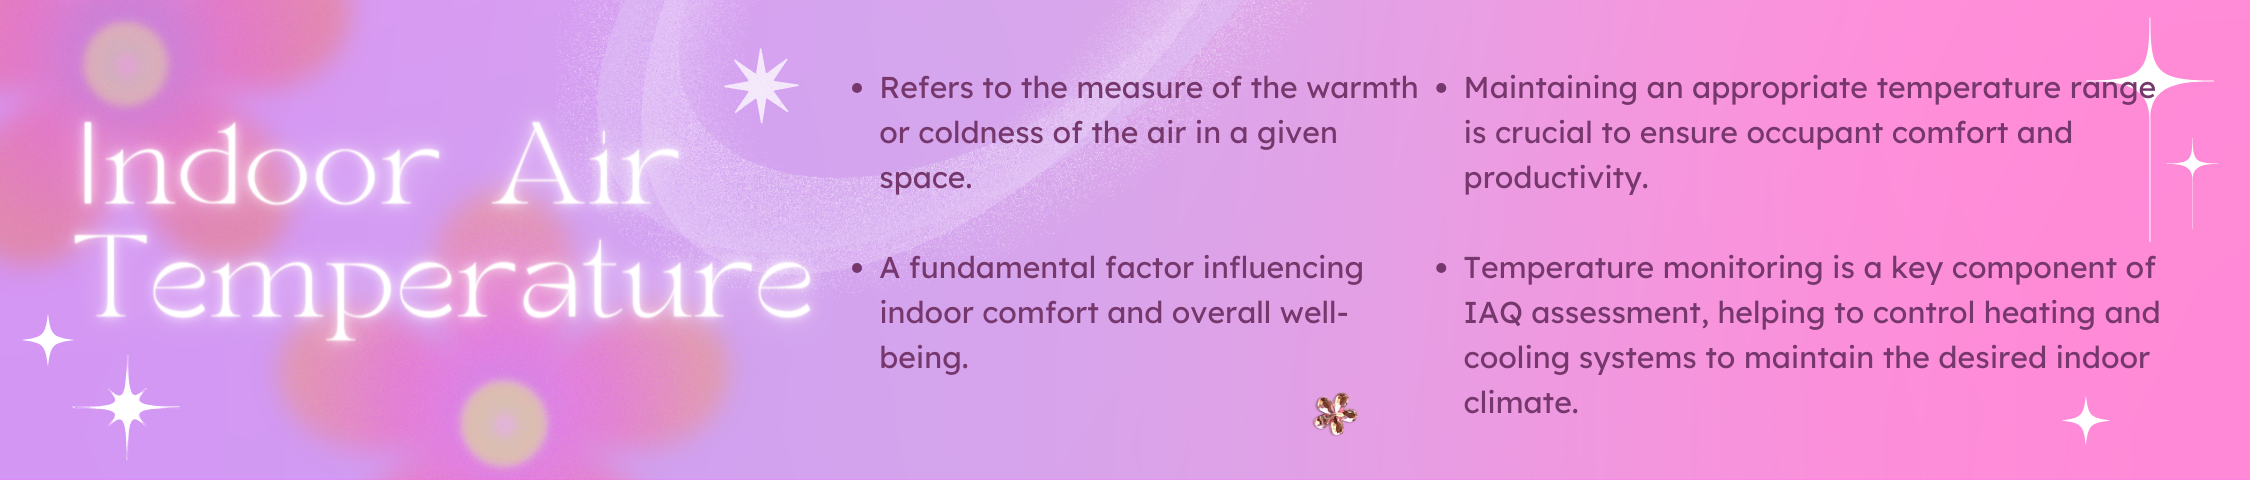 Indoor Air
Temperature
• Refers to the measure of the warmth
or coldness of the air in a given
space.
• A fundamental factor influencing
indoor comfort and overall well-
being.
• Maintaining an appropriate temperature range
is crucial to ensure occupant comfort and
productivity.
• Temperature monitoring is a key component of
IAQ assessment, helping to control heating and
cooling systems to maintain the desired indoor
climate.